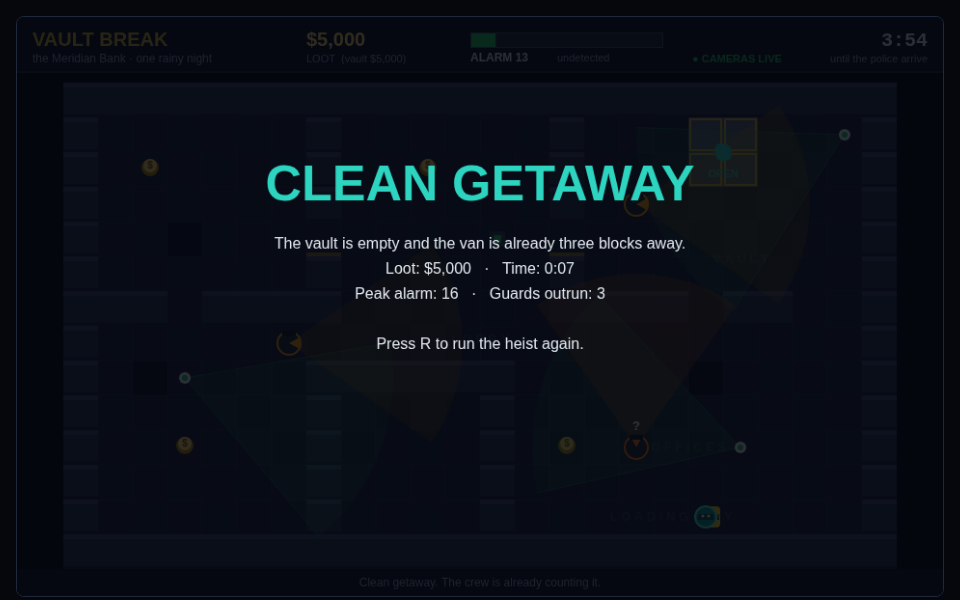 VAULT BREAK
the Meridian Bank · one rainy night
$5,000
LOOT (vault $5,000)
ALARM 13 undetected
● CAMERAS LIVE
3:54
until the police arrive
OPEN
CLEAN GETAWAY
The vault is empty and the van is already three blocks away.
Loot: $5,000 · Time: 0:07
Peak alarm: 16 · Guards outrun: 3
Press R to run the heist again.
?
Clean getaway. The crew is already counting it.